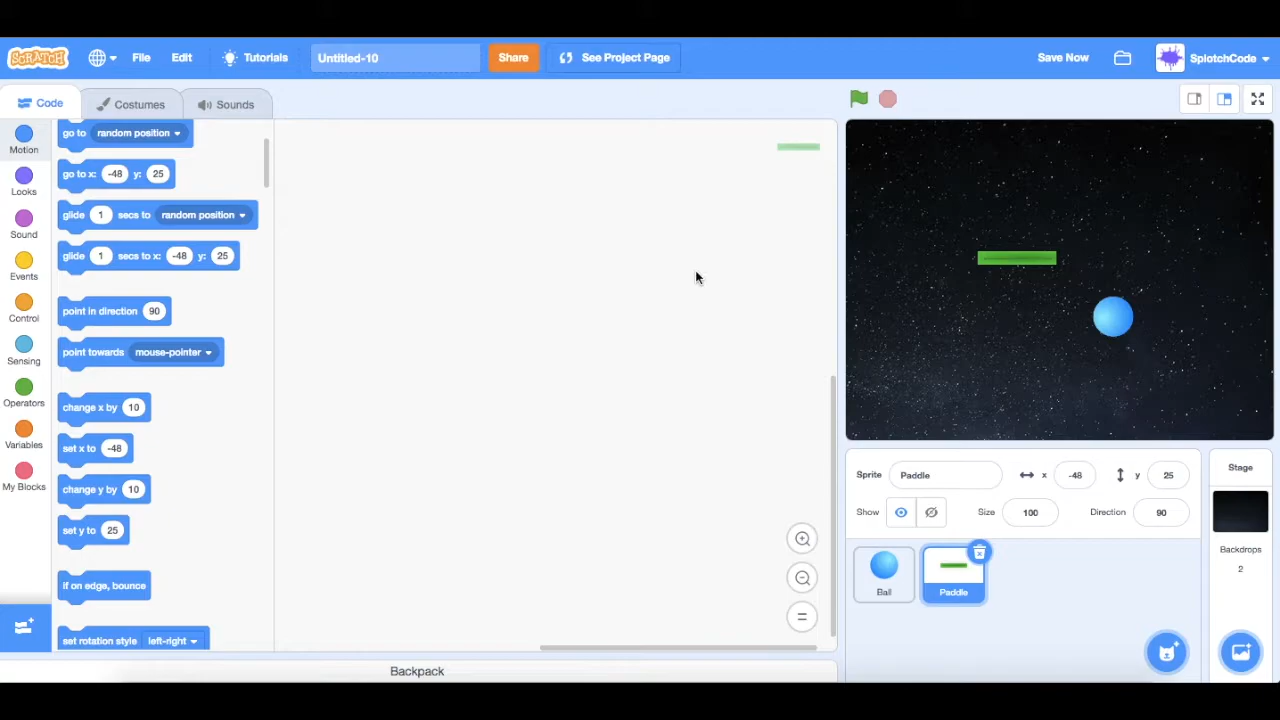 SCRATCH File Edit Tutorials Untitled-10 Share See Project Page Save Now SplotchCode
Code Costumes Sounds
Motion
Looks
Sound
Events
Control
Sensing
Operators
Variables
My Blocks
go to random position
go to x: -48 y: 25
glide 1 secs to random position
glide 1 secs to x: -48 y: 25
point in direction 90
point towards mouse-pointer
change x by 10
set x to -48
change y by 10
set y to 25
if on edge, bounce
set rotation style left-right
Backpack
Sprite Paddle x -48 y 25
Show Size 100 Direction 90
Ball
Paddle
Stage
Backdrops
2